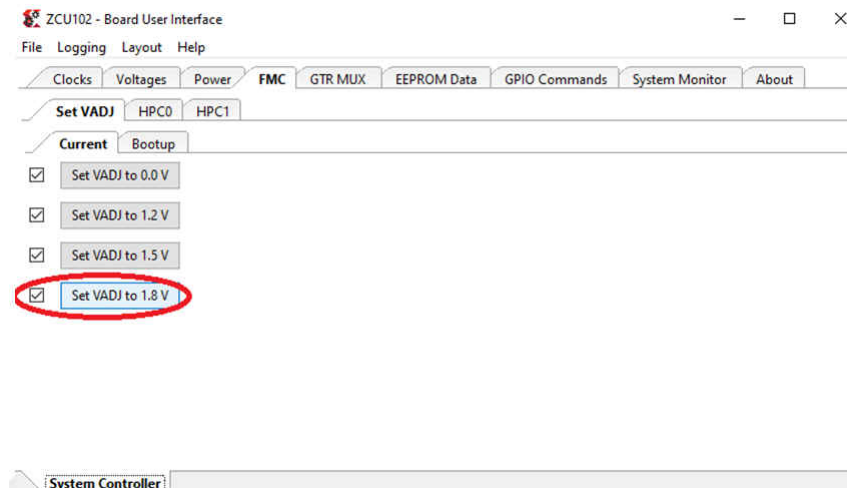 ZCU102 - Board User Interface
File Logging Layout Help
Clocks Voltages Power FMC GTR MUX EEPROM Data GPIO Commands System Monitor About
Set VADJ HPC0 HPC1
Current Bootup
Set VADJ to 0.0 V
Set VADJ to 1.2 V
Set VADJ to 1.5 V
Set VADJ to 1.8 V
System Controller